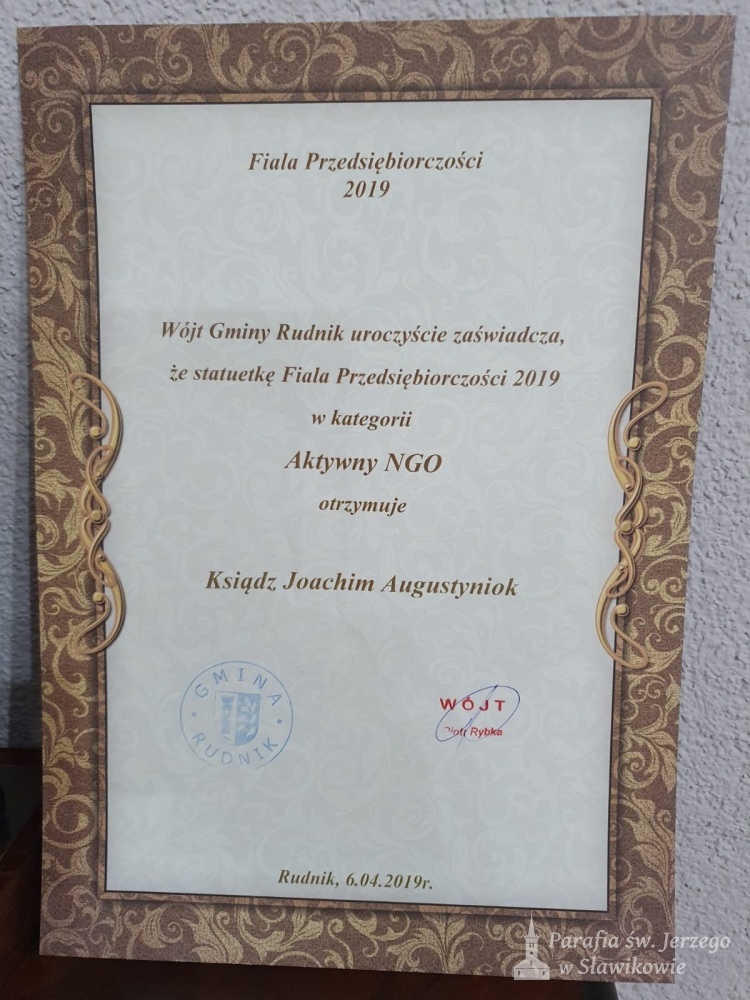 Fiala Przedsiębiorczości
2019
Wójt Gminy Rudnik uroczyście zaświadcza,
że statuetkę Fiala Przedsiębiorczości 2019
w kategorii
Aktywny NGO
otrzymuje
Ksiądz Joachim Augustyniok
GMINA
RUDNIK
WÓJT
Piotr Rybka
Rudnik, 6.04.2019r.
Parafia św. Jerzego
w Sławikowie